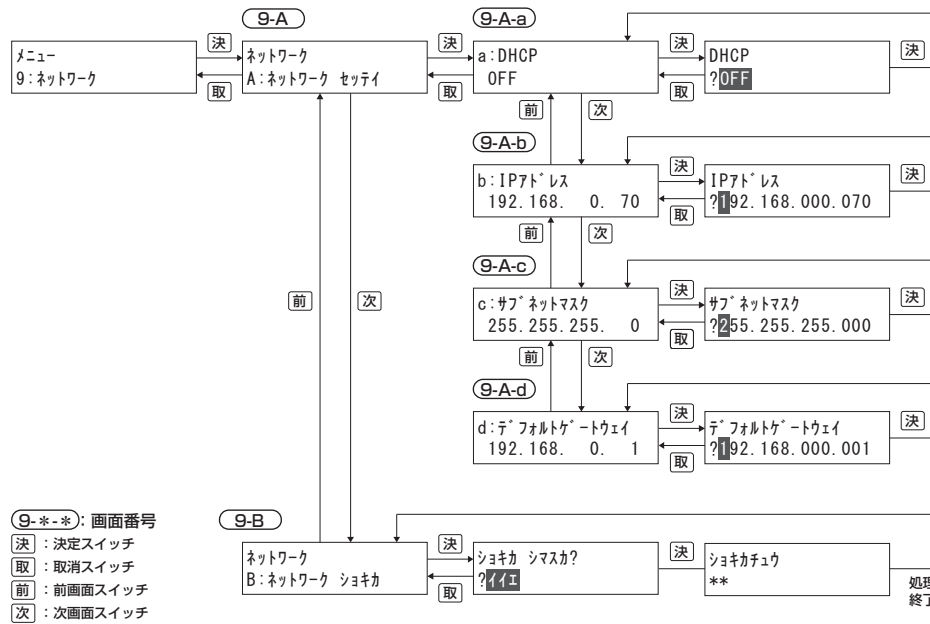 9-A
9-A-a
メニュー
9:ネットワーク
決
取
ネットワーク
A:ネットワーク セッテイ
決
取
a:DHCP
OFF
決
取
DHCP
?OFF
決
前
次
9-A-b
b:IPアドレス
192.168. 0. 70
決
取
IPアドレス
?192.168.000.070
決
前
次
9-A-c
前
次
c:サブネットマスク
255.255.255. 0
決
取
サブネットマスク
?255.255.255.000
決
前
次
9-A-d
d:デフォルトゲートウェイ
192.168. 0. 1
決
取
デフォルトゲートウェイ
?192.168.000.001
決
9-*-*: 画面番号
決 : 決定スイッチ
取 : 取消スイッチ
前 : 前画面スイッチ
次 : 次画面スイッチ
9-B
ネットワーク
B:ネットワーク ショキカ
決
取
ショキカ シマスカ?
?イイエ
決
ショキカチュウ
**
処理
終了